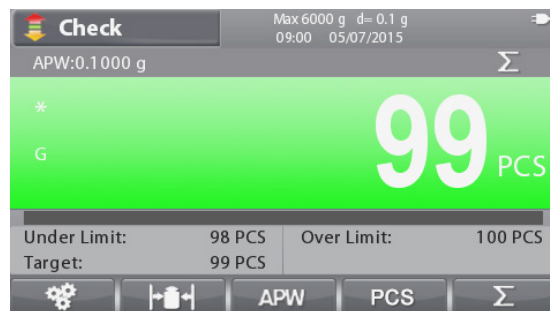 Check
Max 6000 g d= 0.1 g
09:00 05/07/2015
APW:0.1000 g
Σ
*
G
99 PCS
Under Limit: 98 PCS
Over Limit: 100 PCS
Target: 99 PCS
APW
PCS
Σ